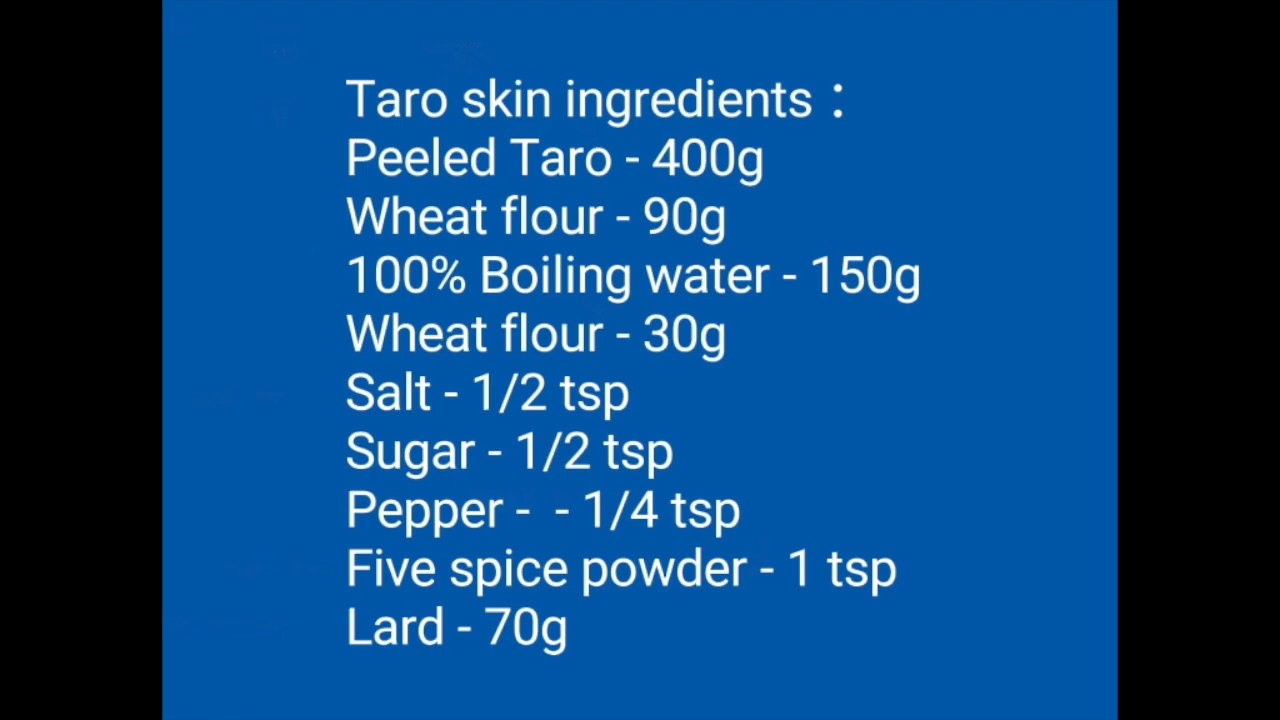 Taro skin ingredients：
Peeled Taro - 400g
Wheat flour - 90g
100% Boiling water - 150g
Wheat flour - 30g
Salt - 1/2 tsp
Sugar - 1/2 tsp
Pepper -  - 1/4 tsp
Five spice powder - 1 tsp
Lard - 70g